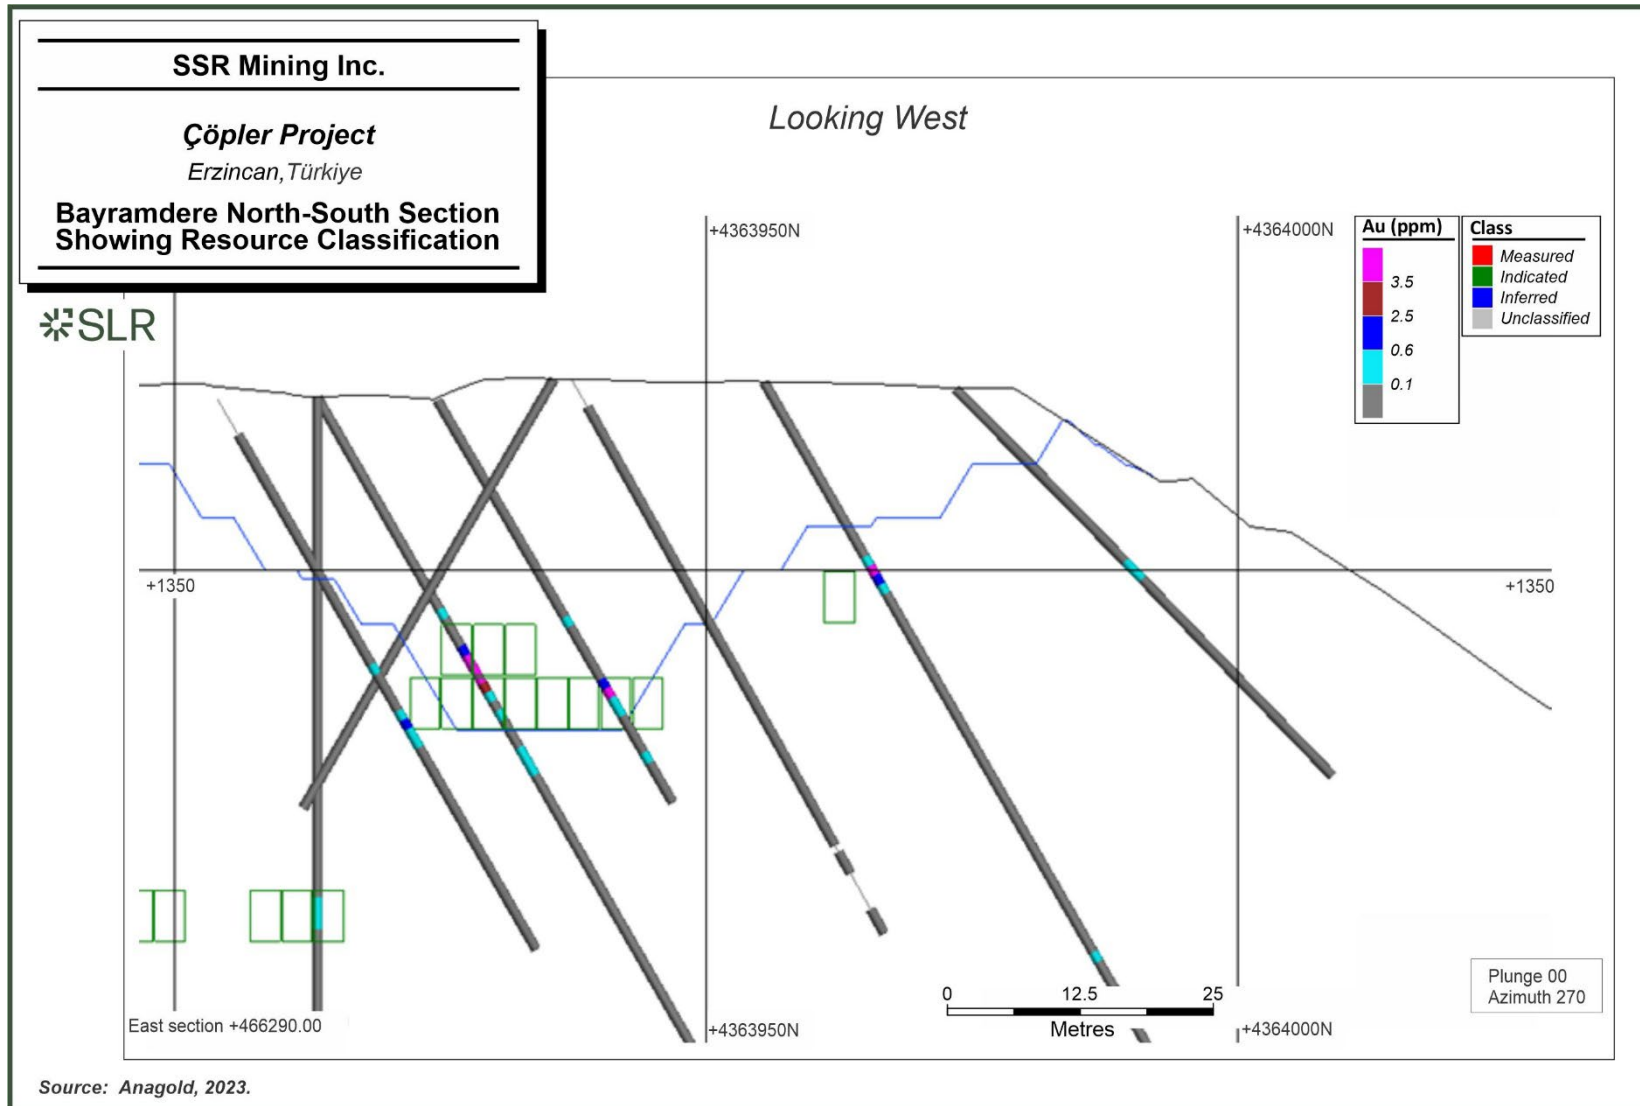 SSR Mining Inc.
Çöpler Project
Erzincan,Türkiye
Bayramdere North-South Section
Showing Resource Classification
SLR
Looking West
+4363950N
+4364000N
Au (ppm)
3.5
2.5
0.6
0.1
Class
Measured
Indicated
Inferred
Unclassified
+1350
+1350
East section +466290.00
+4363950N
0
12.5
25
Metres
+4364000N
Plunge 00
Azimuth 270
Source: Anagold, 2023.